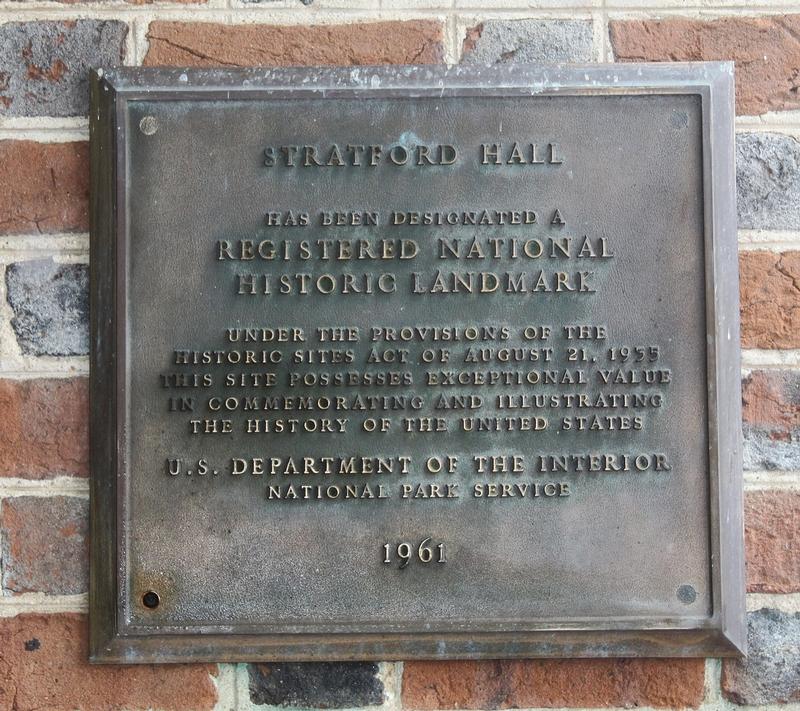 STRATFORD HALL
HAS BEEN DESIGNATED A
REGISTERED NATIONAL
HISTORIC LANDMARK
UNDER THE PROVISIONS OF THE
HISTORIC SITES ACT OF AUGUST 21, 1935
THIS SITE POSSESSES EXCEPTIONAL VALUE
IN COMMEMORATING AND ILLUSTRATING
THE HISTORY OF THE UNITED STATES
U.S. DEPARTMENT OF THE INTERIOR
NATIONAL PARK SERVICE
1961